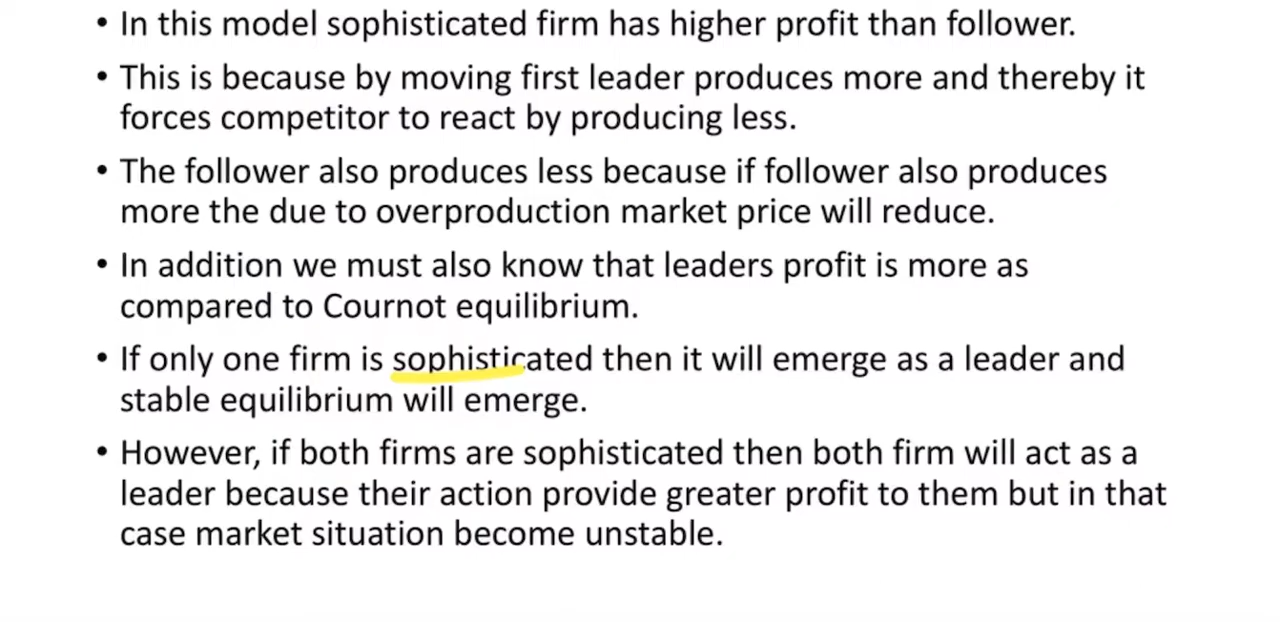 • In this model sophisticated firm has higher profit than follower.
• This is because by moving first leader produces more and thereby it
forces competitor to react by producing less.
• The follower also produces less because if follower also produces
more the due to overproduction market price will reduce.
• In addition we must also know that leaders profit is more as
compared to Cournot equilibrium.
• If only one firm is sophisticated then it will emerge as a leader and
stable equilibrium will emerge.
• However, if both firms are sophisticated then both firm will act as a
leader because their action provide greater profit to them but in that
case market situation become unstable.